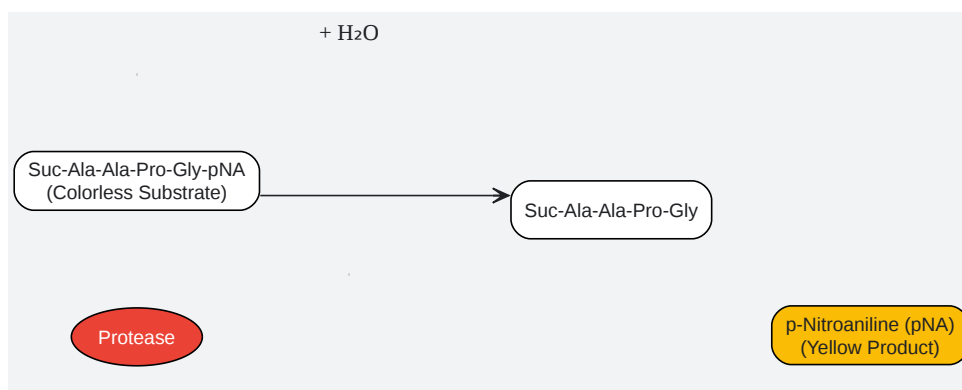 + H₂O
Suc-Ala-Ala-Pro-Gly-pNA
(Colorless Substrate)
Suc-Ala-Ala-Pro-Gly
Protease
p-Nitroaniline (pNA)
(Yellow Product)